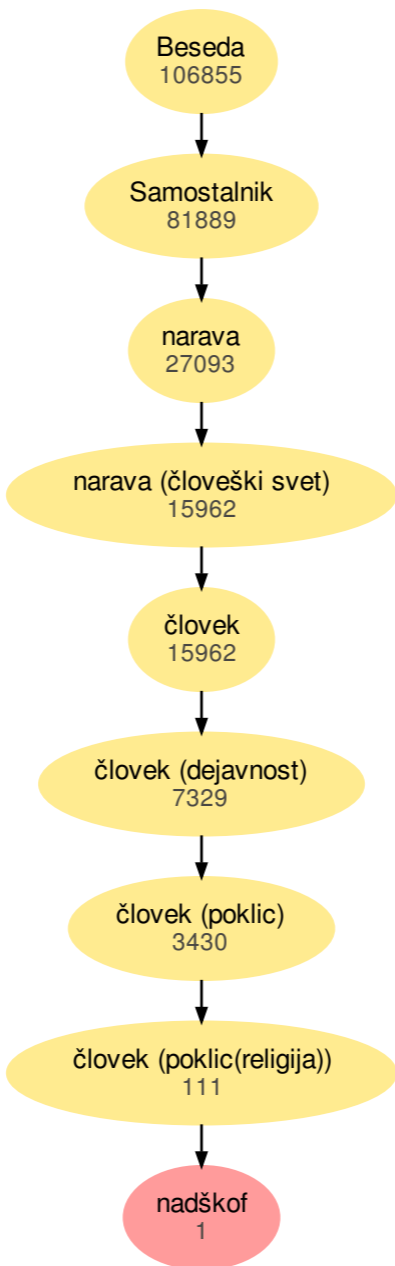 Beseda
106855
Samostalnik
81889
narava
27093
narava (človeški svet)
15962
človek
15962
človek (dejavnost)
7329
človek (poklic)
3430
človek (poklic(religija))
111
nadškof
1